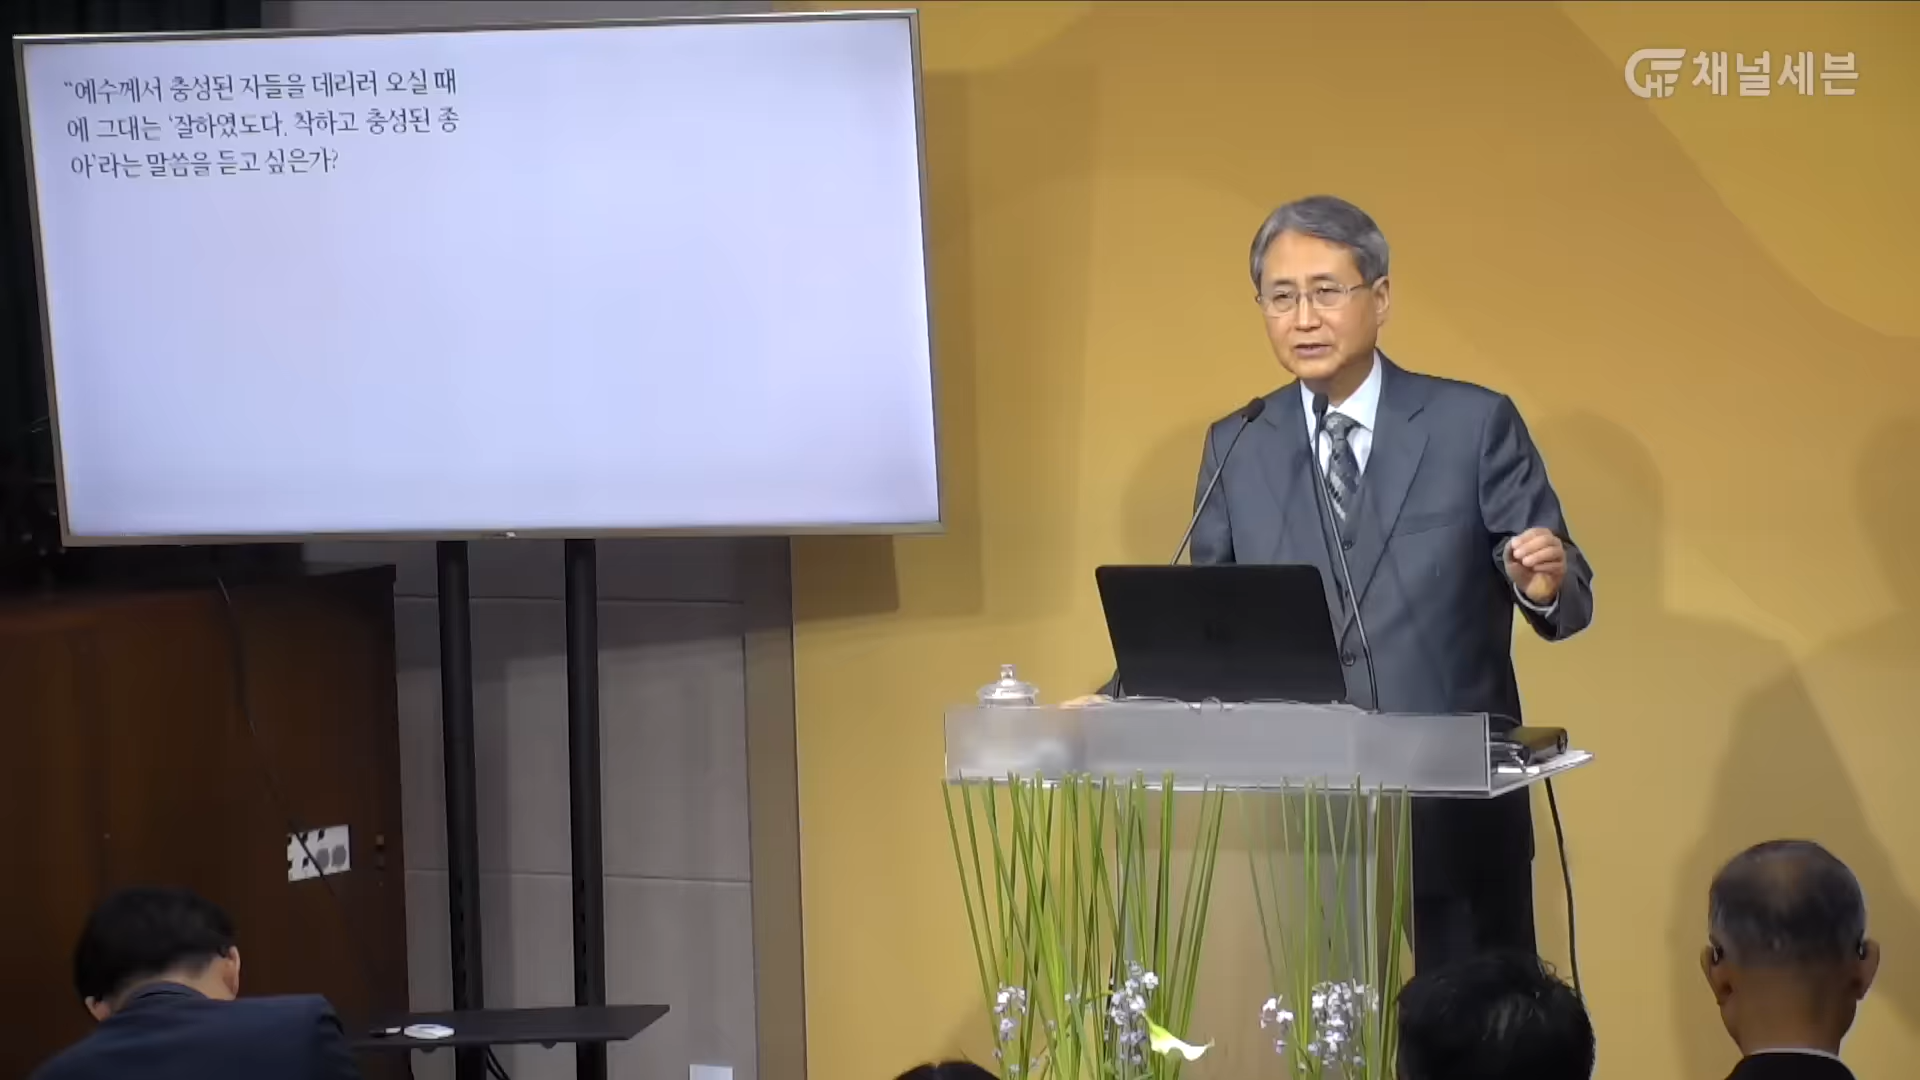 “예수께서 충성된 자들을 데리러 오실 때
에 그대는 ‘잘하였도다. 착하고 충성된 종
아’라는 말씀을 듣고 싶은가?
채널세븐